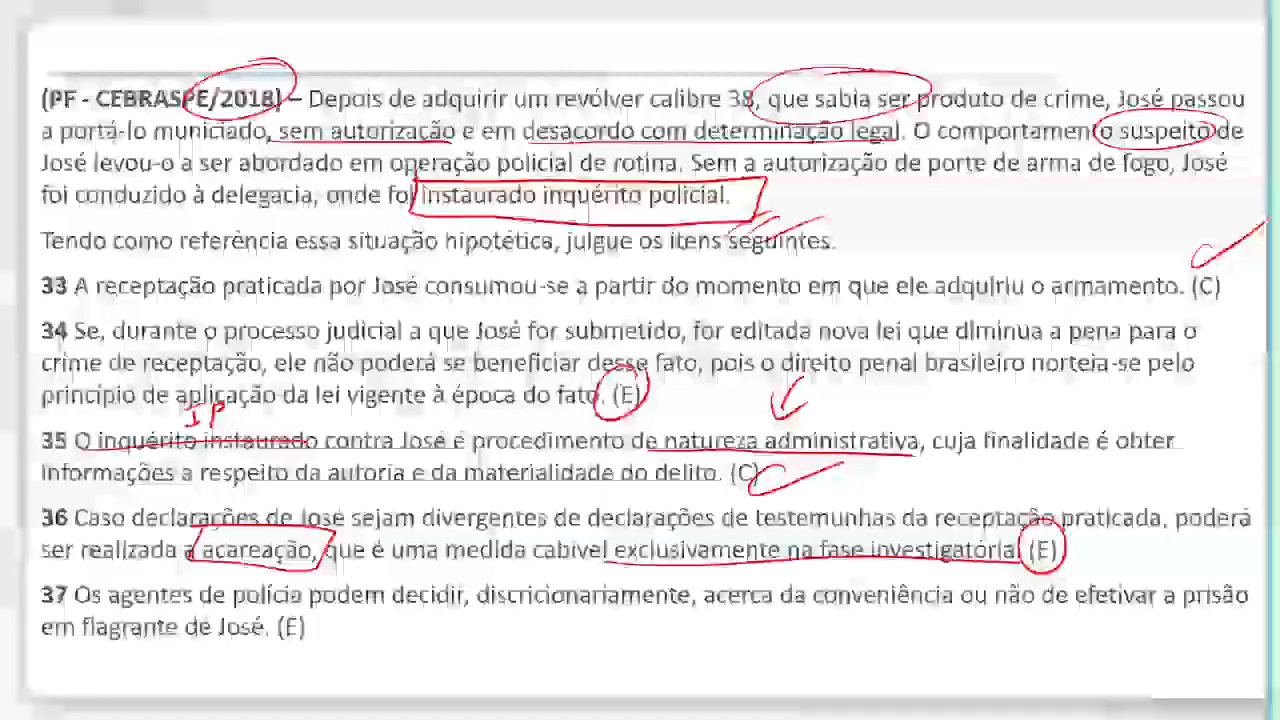 (PF - CEBRASPE/2018) – Depois de adquirir um revólver calibre 38, que sabia ser produto de crime, José passou
a portá-lo municiado, sem autorização e em desacordo com determinação legal. O comportamento suspeito de
José levou-o a ser abordado em operação policial de rotina. Sem a autorização de porte de arma de fogo, José
foi conduzido à delegacia, onde foi instaurado inquérito policial.
Tendo como referência essa situação hipotética, julgue os itens seguintes.
33 A receptação praticada por José consumou-se a partir do momento em que ele adquiriu o armamento. (C)
34 Se, durante o processo judicial a que José for submetido, for editada nova lei que diminua a pena para o
crime de receptação, ele não poderá se beneficiar desse fato, pois o direito penal brasileiro norteia-se pelo
princípio de aplicação da lei vigente à época do fato. (E)
IP
35 O inquérito instaurado contra José é procedimento de natureza administrativa, cuja finalidade é obter
informações a respeito da autoria e da materialidade do delito. (C)
36 Caso declarações de José sejam divergentes de declarações de testemunhas da receptação praticada, poderá
ser realizada a acareação, que é uma medida cabível exclusivamente na fase investigatória. (E)
37 Os agentes de polícia podem decidir, discricionariamente, acerca da conveniência ou não de efetivar a prisão
em flagrante de José. (E)